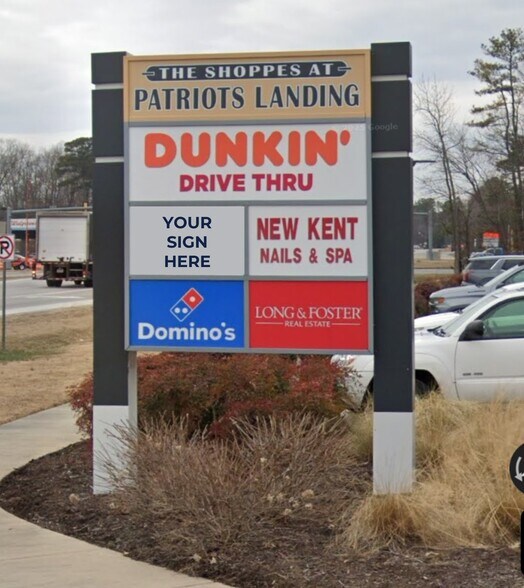 THE SHOPPES AT
PATRIOTS LANDING
DUNKIN'
DRIVE THRU
YOUR
SIGN
HERE
NEW KENT
NAILS & SPA
Domino's
LONG & FOSTER®
REAL ESTATE
Google